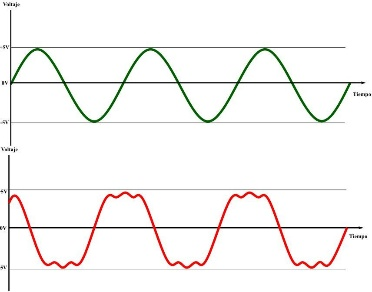 Voltaje
+5V
0V
Tiempo
-5V
Voltaje
+5V
0V
Tiempo
-5V